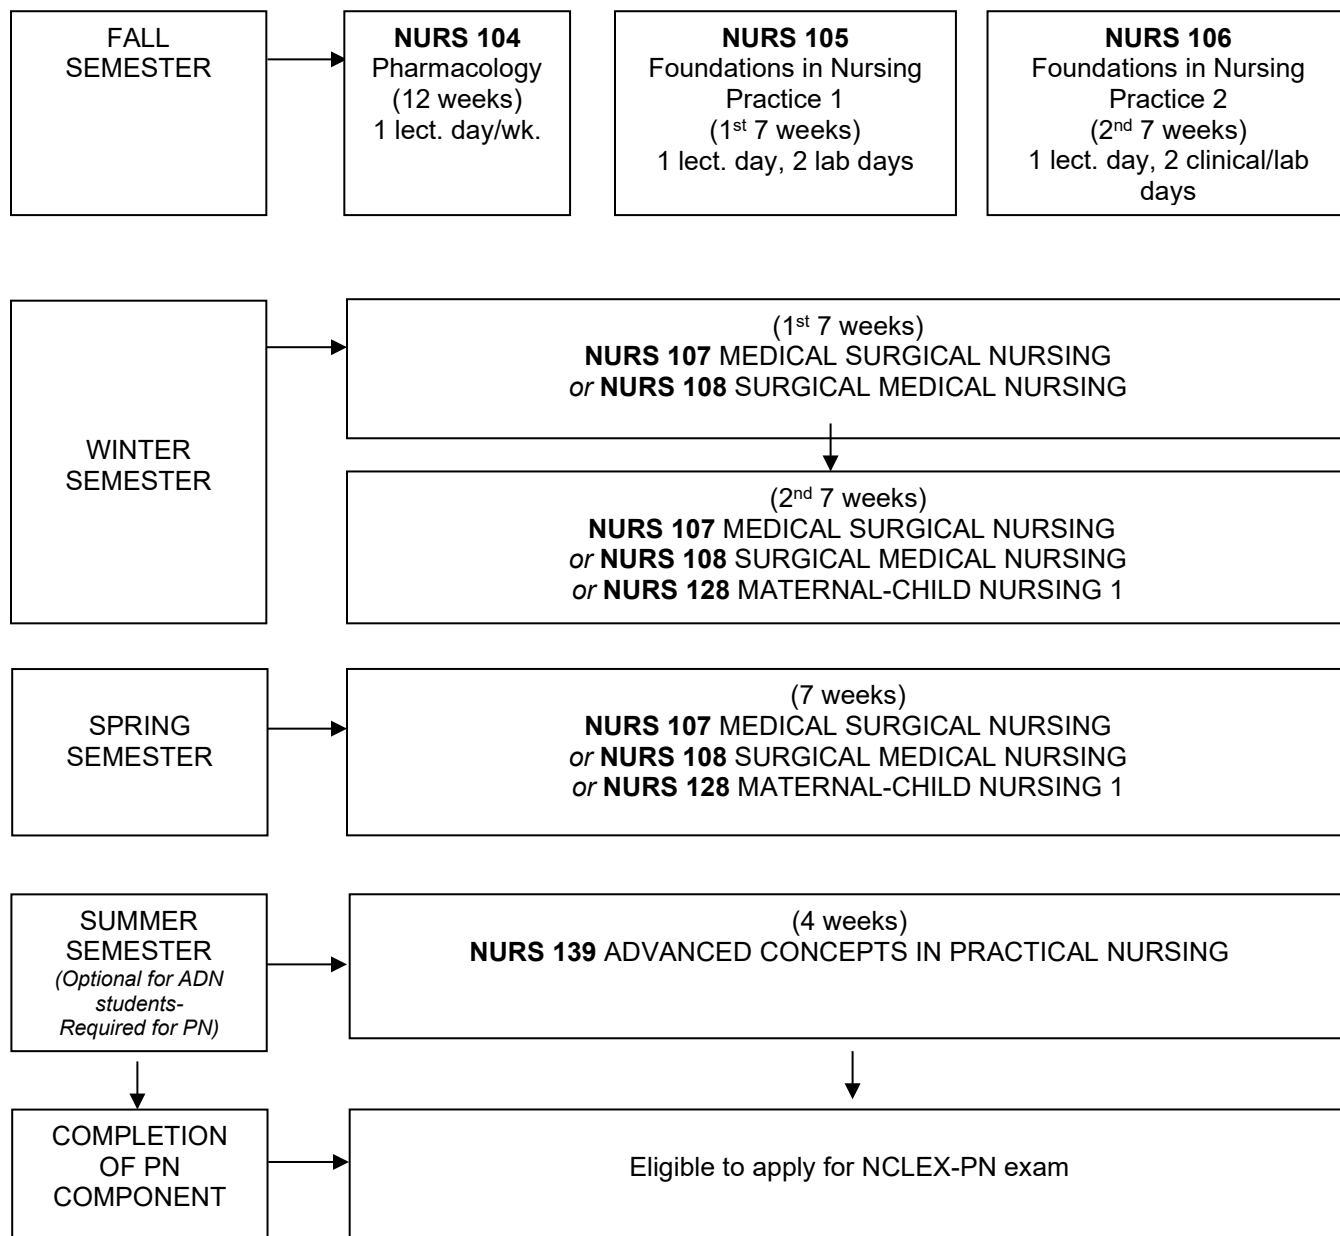 FALL
SEMESTER
NURS 104
Pharmacology
(12 weeks)
1 lect. day/wk.
NURS 105
Foundations in Nursing
Practice 1
(1st 7 weeks)
1 lect. day, 2 lab days
NURS 106
Foundations in Nursing
Practice 2
(2nd 7 weeks)
1 lect. day, 2 clinical/lab
days
WINTER
SEMESTER
(1st 7 weeks)
NURS 107 MEDICAL SURGICAL NURSING
or NURS 108 SURGICAL MEDICAL NURSING
(2nd 7 weeks)
NURS 107 MEDICAL SURGICAL NURSING
or NURS 108 SURGICAL MEDICAL NURSING
or NURS 128 MATERNAL-CHILD NURSING 1
SPRING
SEMESTER
(7 weeks)
NURS 107 MEDICAL SURGICAL NURSING
or NURS 108 SURGICAL MEDICAL NURSING
or NURS 128 MATERNAL-CHILD NURSING 1
SUMMER
SEMESTER
(Optional for ADN
students-
Required for PN)
(4 weeks)
NURS 139 ADVANCED CONCEPTS IN PRACTICAL NURSING
COMPLETION
OF PN
COMPONENT
Eligible to apply for NCLEX-PN exam